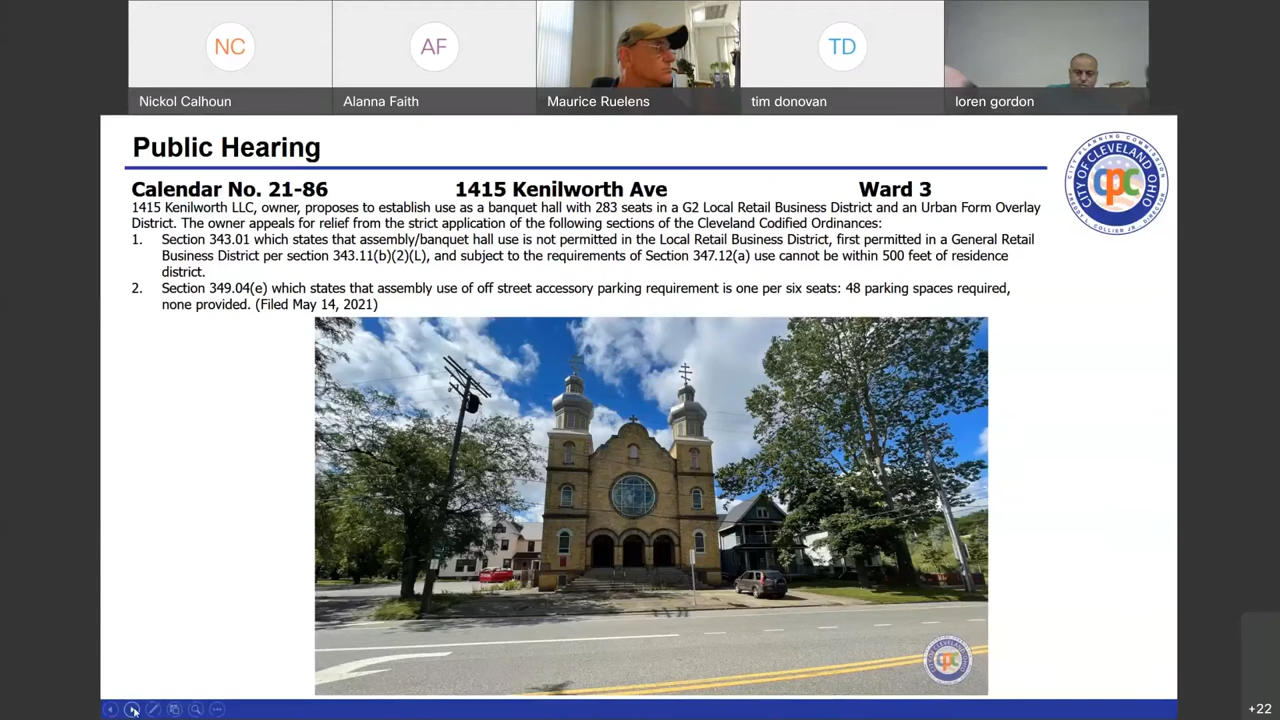 NC
Nickol Calhoun
AF
Alanna Faith
Maurice Ruelens
TD
tim donovan
loren gordon
Public Hearing
Calendar No. 21-86 1415 Kenilworth Ave Ward 3
1415 Kenilworth LLC, owner, proposes to establish use as a banquet hall with 283 seats in a G2 Local Retail Business District and an Urban Form Overlay
District. The owner appeals for relief from the strict application of the following sections of the Cleveland Codified Ordinances:
1. Section 343.01 which states that assembly/banquet hall use is not permitted in the Local Retail Business District, first permitted in a General Retail
Business District per section 343.11(b)(2)(L), and subject to the requirements of Section 347.12(a) use cannot be within 500 feet of residence
district.
2. Section 349.04(e) which states that assembly use of off street accessory parking requirement is one per six seats: 48 parking spaces required,
none provided. (Filed May 14, 2021)
CITY PLANNING COMMISSION
CITY OF CLEVELAND OHIO
cpc
cpc
+22